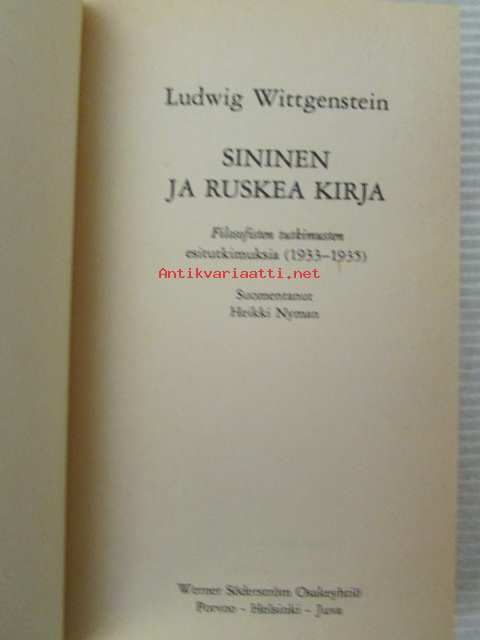 Ludwig Wittgenstein
SININEN
JA RUSKEA KIRJA
Filosofisten tutkimusten
esitutkimuksia (1933–1935)
Antikvariaatti.net
Suomentanut
Heikki Nyman
Werner Söderström Osakeyhtiö
Porvoo – Helsinki – Juva